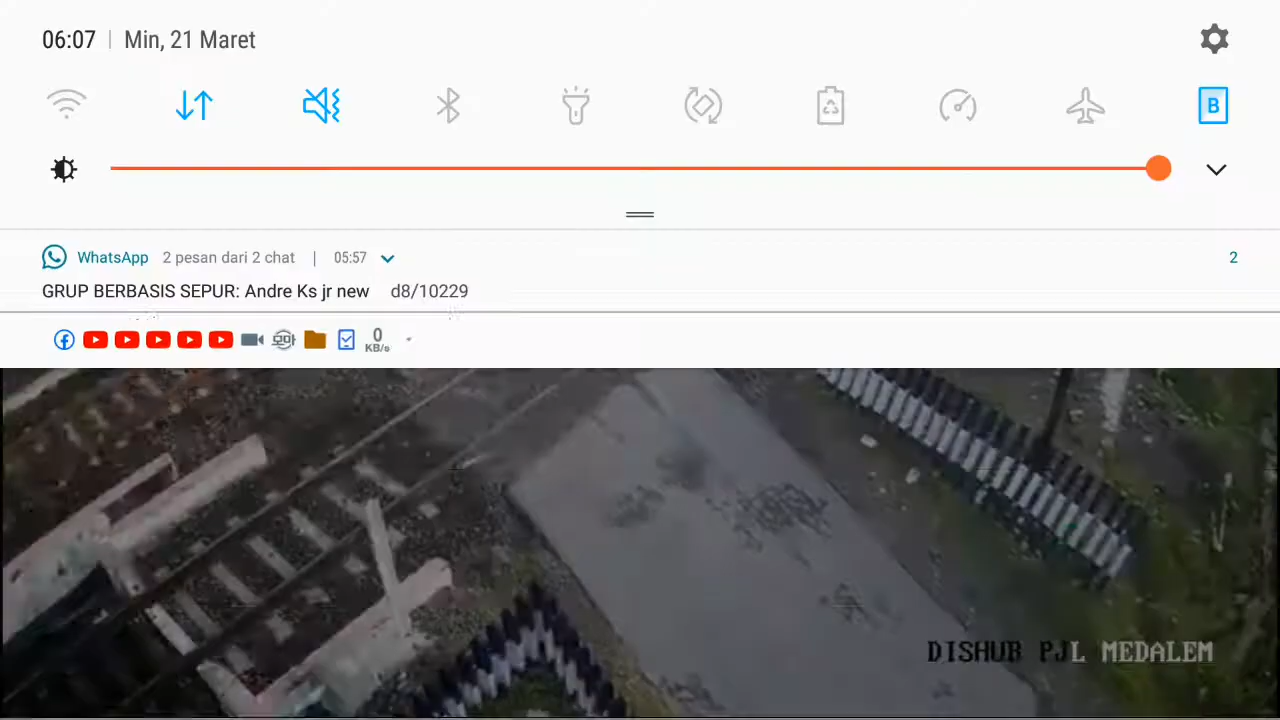 06:07 | Min, 21 Maret
B
WhatsApp 2 pesan dari 2 chat | 05:57 2
GRUP BERBASIS SEPUR: Andre Ks jr new d8/10229
0
KB/s
DISHUB PJL MEDALEM